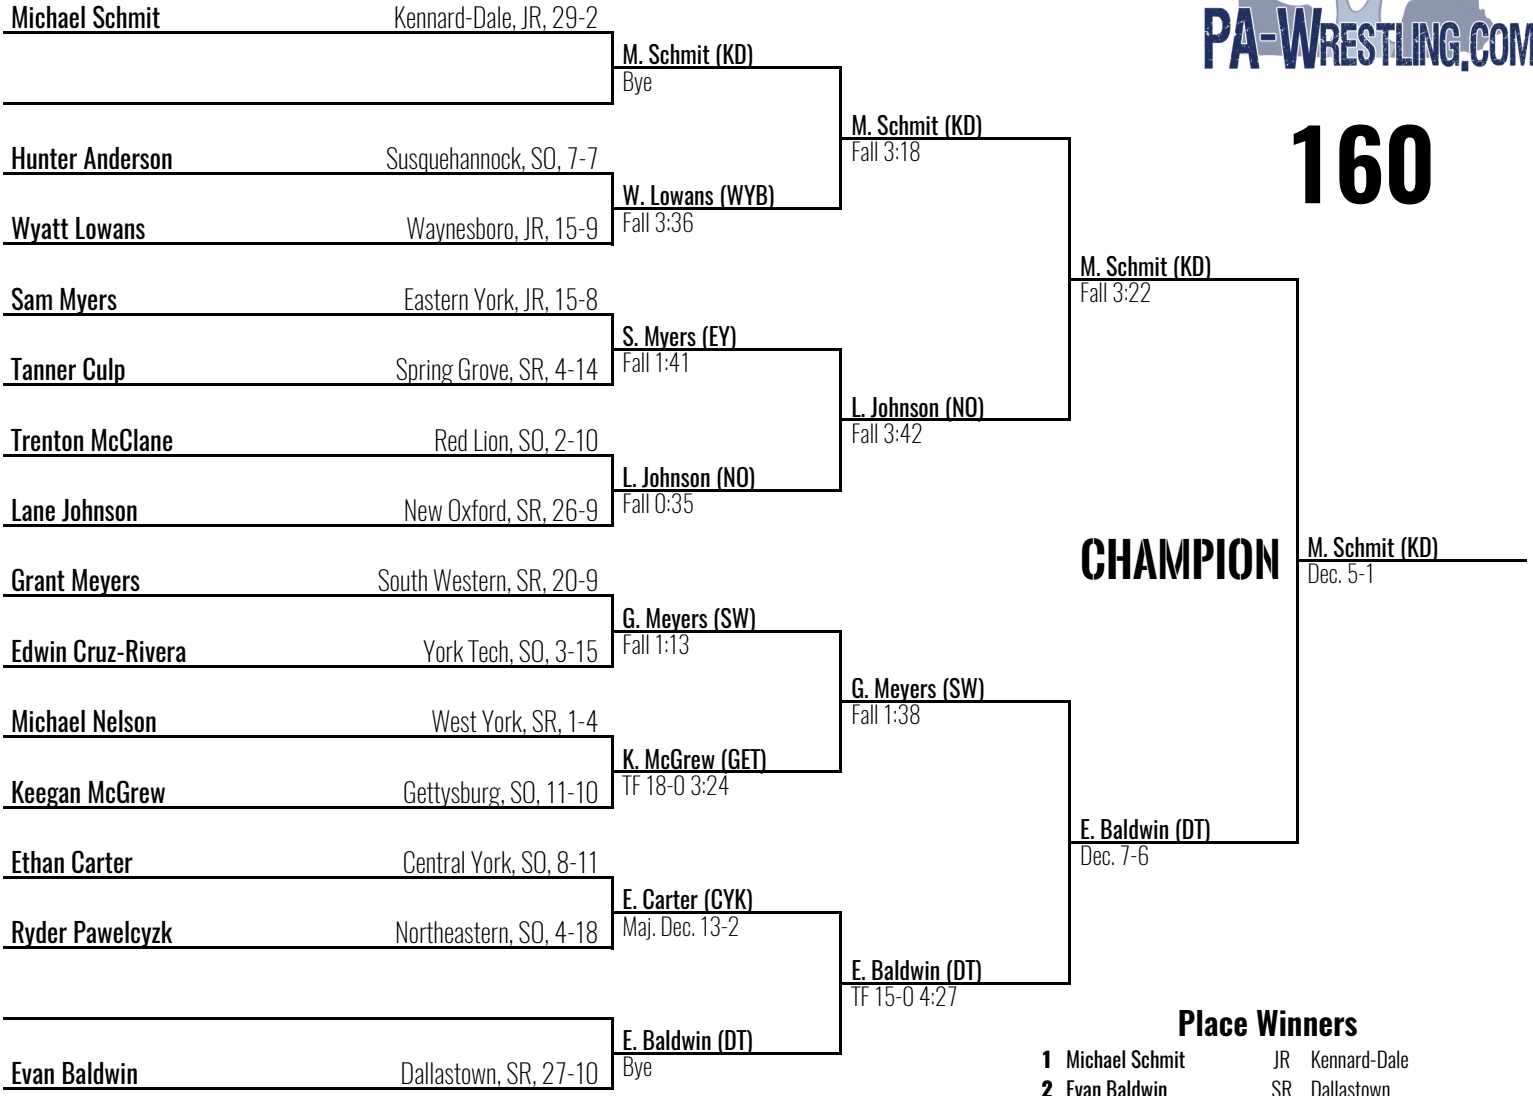 Michael Schmit Kennard-Dale, JR, 29-2
M. Schmit (KD)
Bye
Hunter Anderson Susquehannock, SO, 7-7
Wyatt Lowans Waynesboro, JR, 15-9
W. Lowans (WYB)
Fall 3:36
M. Schmit (KD)
Fall 3:18
Sam Myers Eastern York, JR, 15-8
Tanner Culp Spring Grove, SR, 4-14
S. Myers (EY)
Fall 1:41
Trenton McClane Red Lion, SO, 2-10
Lane Johnson New Oxford, SR, 26-9
L. Johnson (NO)
Fall 0:35
L. Johnson (NO)
Fall 3:42
M. Schmit (KD)
Fall 3:22
Grant Meyers South Western, SR, 20-9
Edwin Cruz-Rivera York Tech, SO, 3-15
G. Meyers (SW)
Fall 1:13
Michael Nelson West York, SR, 1-4
Keegan McGrew Gettysburg, SO, 11-10
K. McGrew (GET)
TF 18-0 3:24
G. Meyers (SW)
Fall 1:38
Ethan Carter Central York, SO, 8-11
Ryder Pawelcyzk Northeastern, SO, 4-18
E. Carter (CYK)
Maj. Dec. 13-2
Evan Baldwin Dallastown, SR, 27-10
E. Baldwin (DT)
Bye
E. Baldwin (DT)
TF 15-0 4:27
E. Baldwin (DT)
Dec. 7-6
CHAMPION
M. Schmit (KD)
Dec. 5-1
PA-WRESTLING.COM
160
Place Winners
1 Michael Schmit JR Kennard-Dale
2 Evan Baldwin SR Dallastown